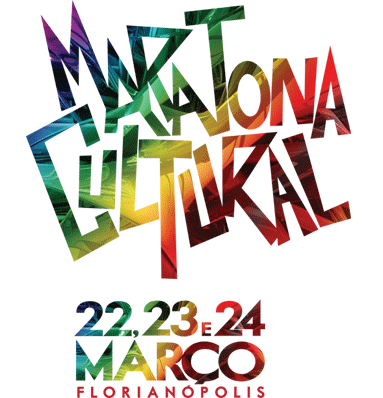 MARATONA
CULTURAL
22, 23 E 24
MARÇO
FLORIANÓPOLIS